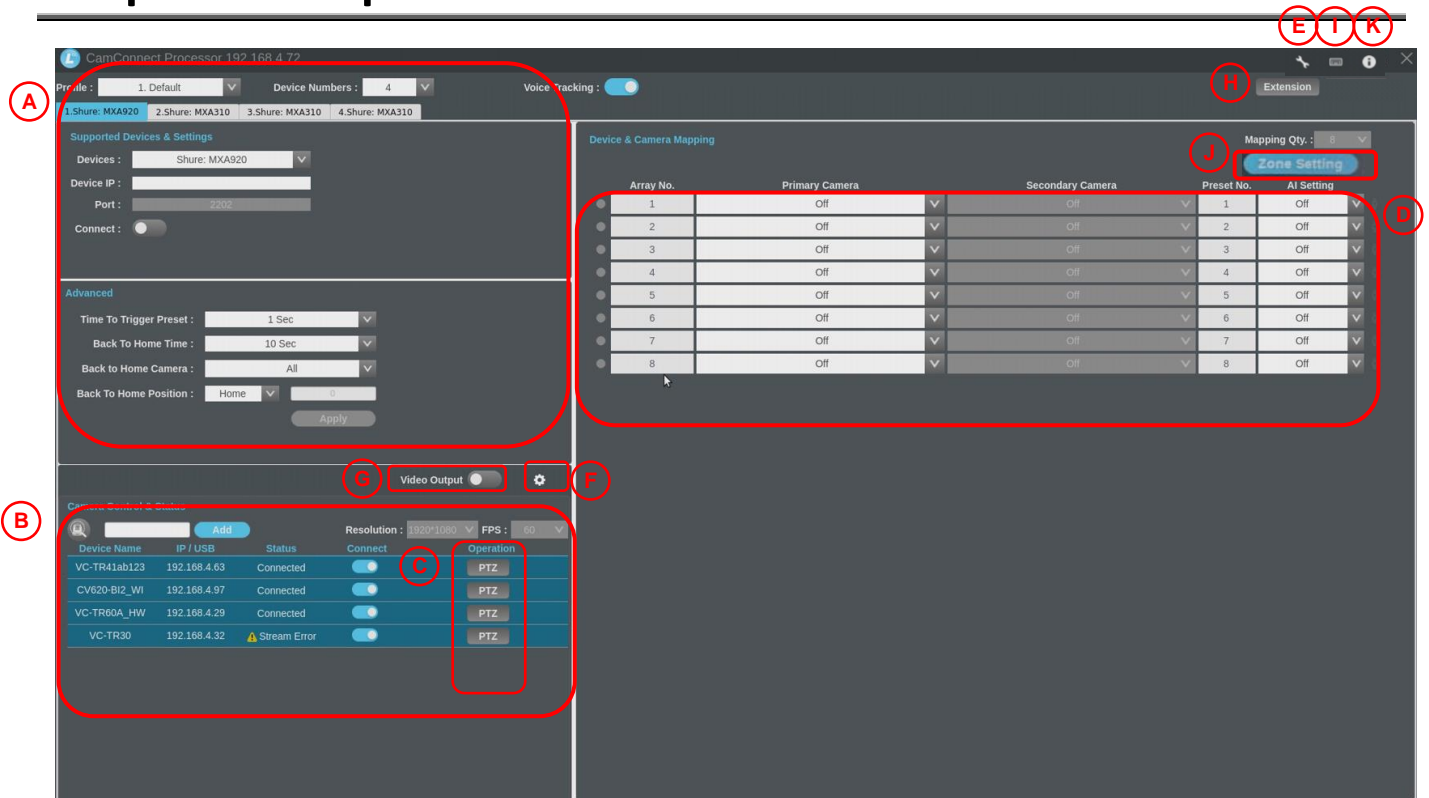 E I K
CamConnect Processor 192.168.4.72
Profile : 1. Default Device Numbers : 4 Voice Tracking : H Extension
A
1.Shure: MXA920 2.Shure: MXA310 3.Shure: MXA310 4.Shure: MXA310
Supported Devices & Settings
Devices : Shure: MXA920
Device IP :
Port : 2202
Connect :
Advanced
Time To Trigger Preset : 1 Sec
Back To Home Time : 10 Sec
Back to Home Camera : All
Back To Home Position : Home 0
Apply
Device & Camera Mapping Mapping Qty. : 8
J Zone Setting
Array No. Primary Camera Secondary Camera Preset No. AI Setting
1 Off Off 1 Off
D
2 Off Off 2 Off
3 Off Off 3 Off
4 Off Off 4 Off
5 Off Off 5 Off
6 Off Off 6 Off
7 Off Off 7 Off
8 Off Off 8 Off
G Video Output F
B
Camera Control & Status
Add Resolution : 1920*1080 FPS : 60
Device Name IP / USB Status Connect Operation
C
VC-TR41ab123 192.168.4.63 Connected PTZ
CV620-BI2_WI 192.168.4.97 Connected PTZ
VC-TR60A_HW 192.168.4.29 Connected PTZ
VC-TR30 192.168.4.32 Stream Error PTZ